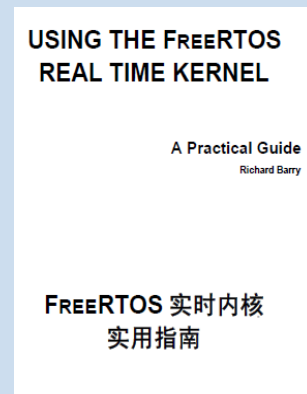 USING THE FREERTOS
REAL TIME KERNEL
A Practical Guide
Richard Barry
FREERTOS 实时内核
实用指南